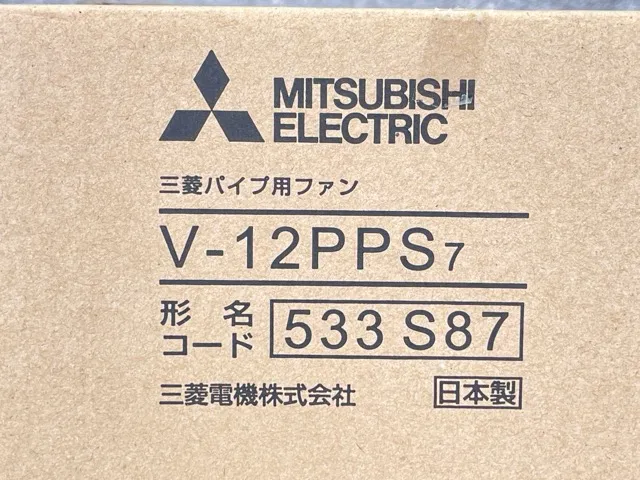 MITSUBISHI
ELECTRIC
三菱パイプ用ファン
V-12PPS7
形名
コード
533 S87
三菱電機株式会社
日本製